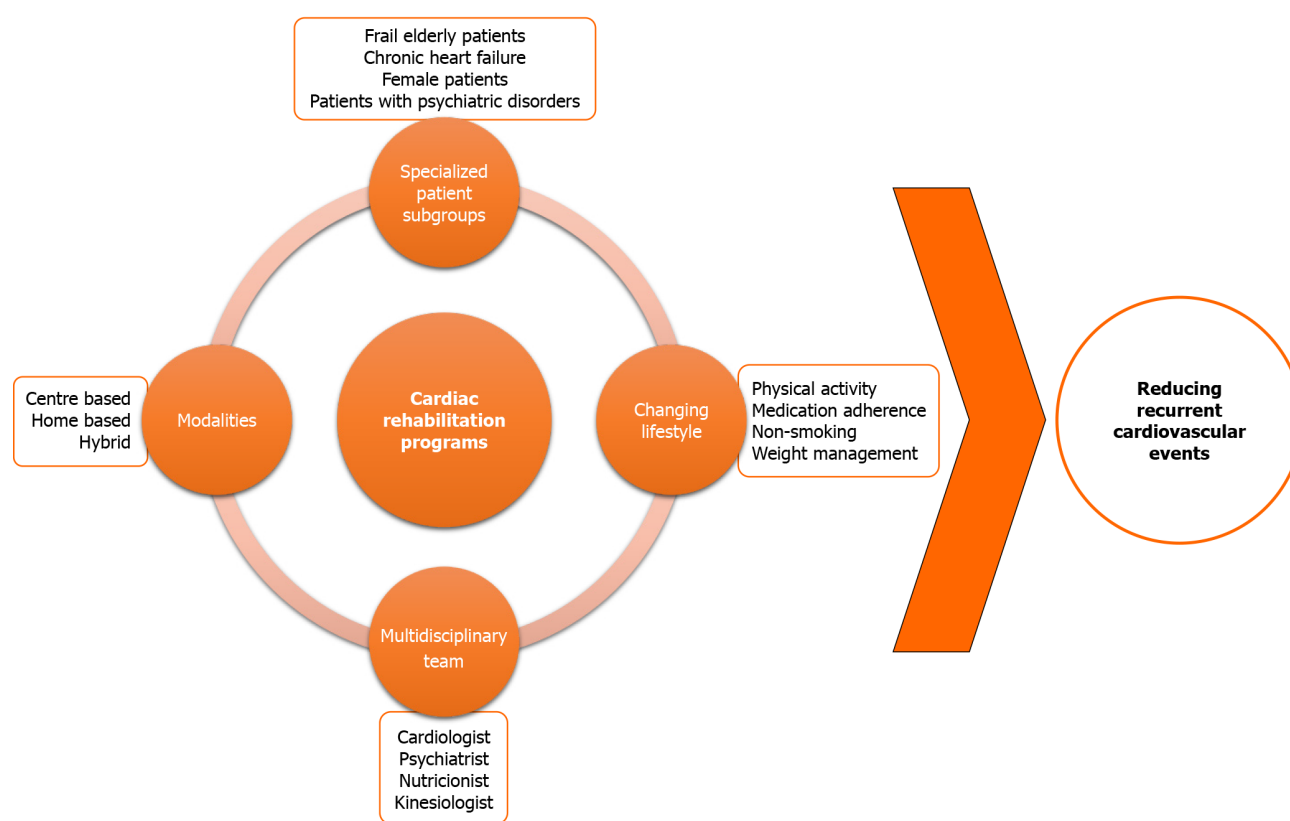 Frail elderly patients
Chronic heart failure
Female patients
Patients with psychiatric disorders
Specialized
patient
subgroups
Centre based
Home based
Hybrid
Modalities
Cardiac
rehabilitation
programs
Changing
lifestyle
Physical activity
Medication adherence
Non-smoking
Weight management
Multidisciplinary
team
Cardiologist
Psychiatrist
Nutricionist
Kinesiologist
Reducing
recurrent
cardiovascular
events